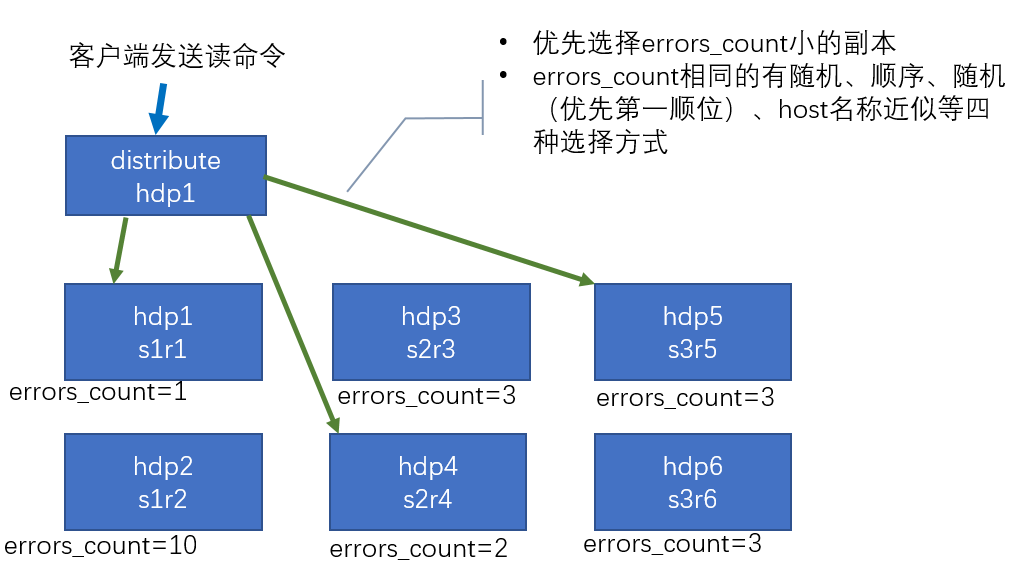 客户端发送读命令
• 优先选择errors_count小的副本
• errors_count相同的有随机、顺序、随机
（优先第一顺位）、host名称近似等四
种选择方式
distribute
hdp1
hdp1
s1r1
errors_count=1
hdp3
s2r3
errors_count=3
hdp5
s3r5
errors_count=3
hdp2
s1r2
errors_count=10
hdp4
s2r4
errors_count=2
hdp6
s3r6
errors_count=3